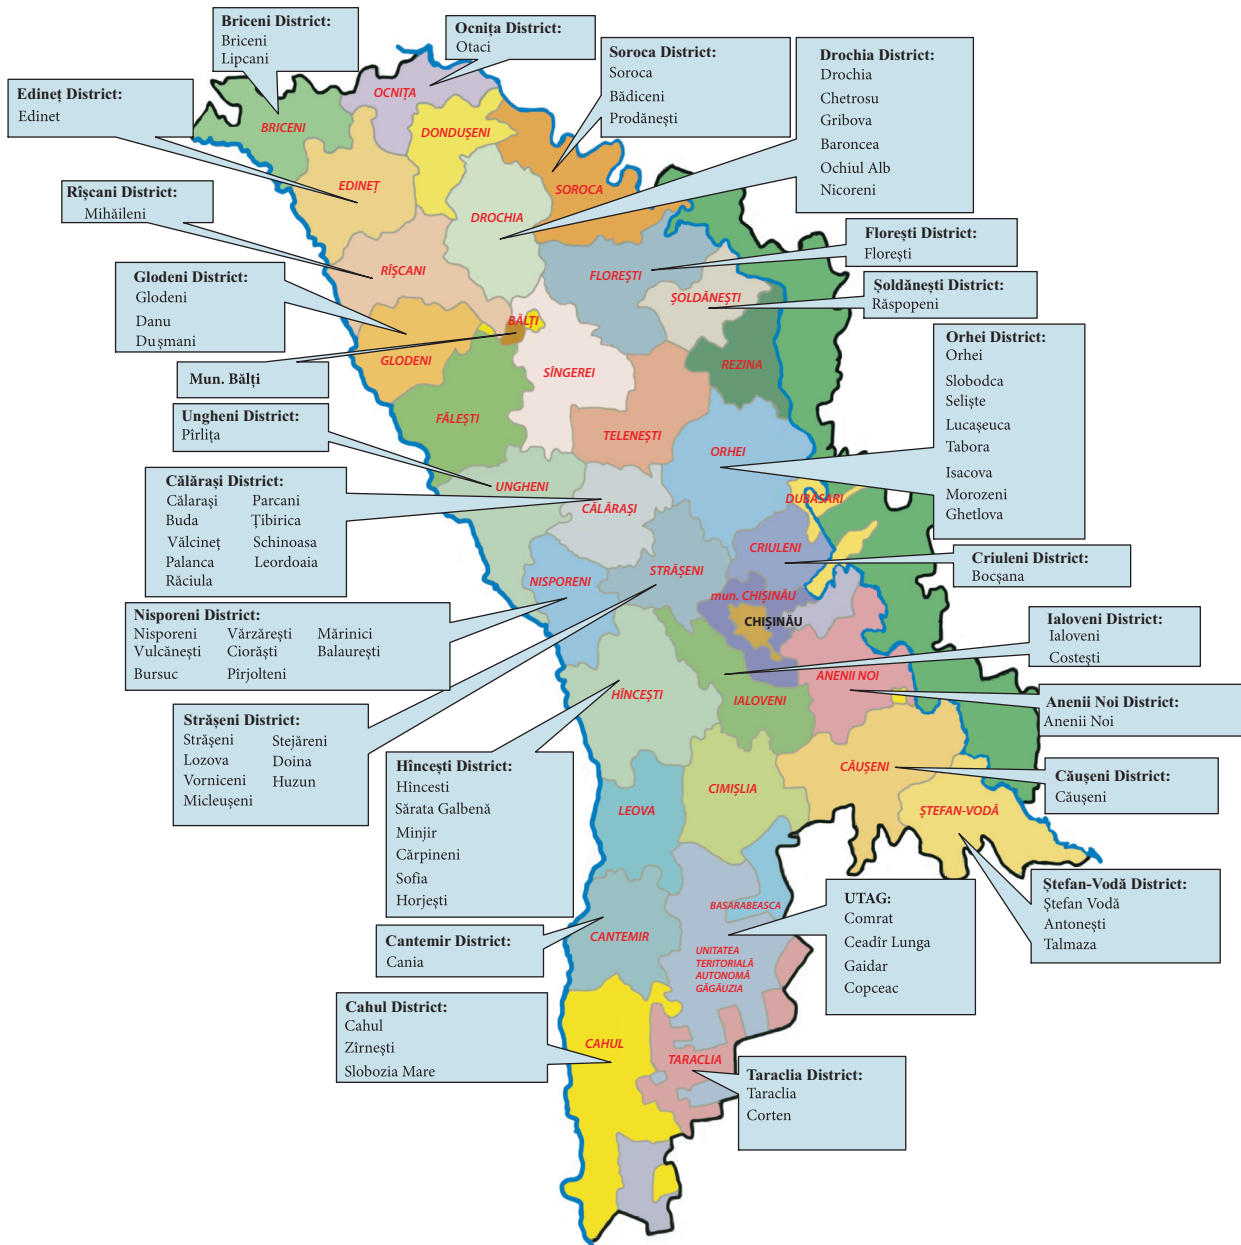 Briceni District:
Briceni
Lipcani
Ocnița District:
Otaci
Soroca District:
Soroca
Bădiceni
Prodănești
Drochia District:
Drochia
Chetrosu
Gribova
Baroncea
Ochiul Alb
Nicoreni
Edineț District:
Edinet
Rîșcani District:
Mihăileni
Glodeni District:
Glodeni
Danu
Dușmani
Mun. Bălți
Ungheni District:
Pîrlița
Călărași District:
Călarași Parcani
Buda Țibirica
Vălcineț Schinoasa
Palanca Leordoaia
Răciula
Nisporeni District:
Nisporeni Vărzărești Mărinici
Vulcănești Ciorăști Balaurești
Bursuc Pîrjolteni
Strășeni District:
Strășeni Stejăreni
Lozova Doina
Vorniceni Huzun
Micleușeni
Hîncești District:
Hîncesti
Sărata Galbenă
Minjir
Cărpineni
Sofia
Horjești
Cantemir District:
Cania
Cahul District:
Cahul
Zîrnești
Slobozia Mare
Florești District:
Florești
Șoldănești District:
Răspopeni
Orhei District:
Orhei
Slobodca
Seliște
Lucașeuca
Tabora
Isacova
Morozeni
Ghetlova
Criuleni District:
Bocșana
Ialoveni District:
Ialoveni
Costești
Anenii Noi District:
Anenii Noi
Căușeni District:
Căușeni
Ștefan-Vodă District:
Ștefan Vodă
Antonești
Talmaza
UTAG:
Comrat
Ceadîr Lunga
Gaidar
Copceac
Taraclia District:
Taraclia
Corten
OCNIȚA
BRICENI
DONDUȘENI
EDINEȚ
SOROCA
DROCHIA
RÎȘCANI
FLOREȘTI
ȘOLDĂNEȘTI
BĂLȚI
GLODENI
SÎNGEREI
REZINA
FĂLEȘTI
TELENEȘTI
ORHEI
UNGHENI
DUBĂSARI
CĂLĂRAȘI
CRIULENI
STRĂȘENI
NISPORENI
mun. CHIȘINĂU
CHIȘINĂU
ANENII NOI
HÎNCEȘTI
IALOVENI
CĂUȘENI
CIMIȘLIA
LEOVA
ȘTEFAN-VODĂ
BASARABEASCA
CANTEMIR
UNITATEA
TERITORIALĂ
AUTONOMĂ
GĂGĂUZIA
CAHUL
TARACLIA